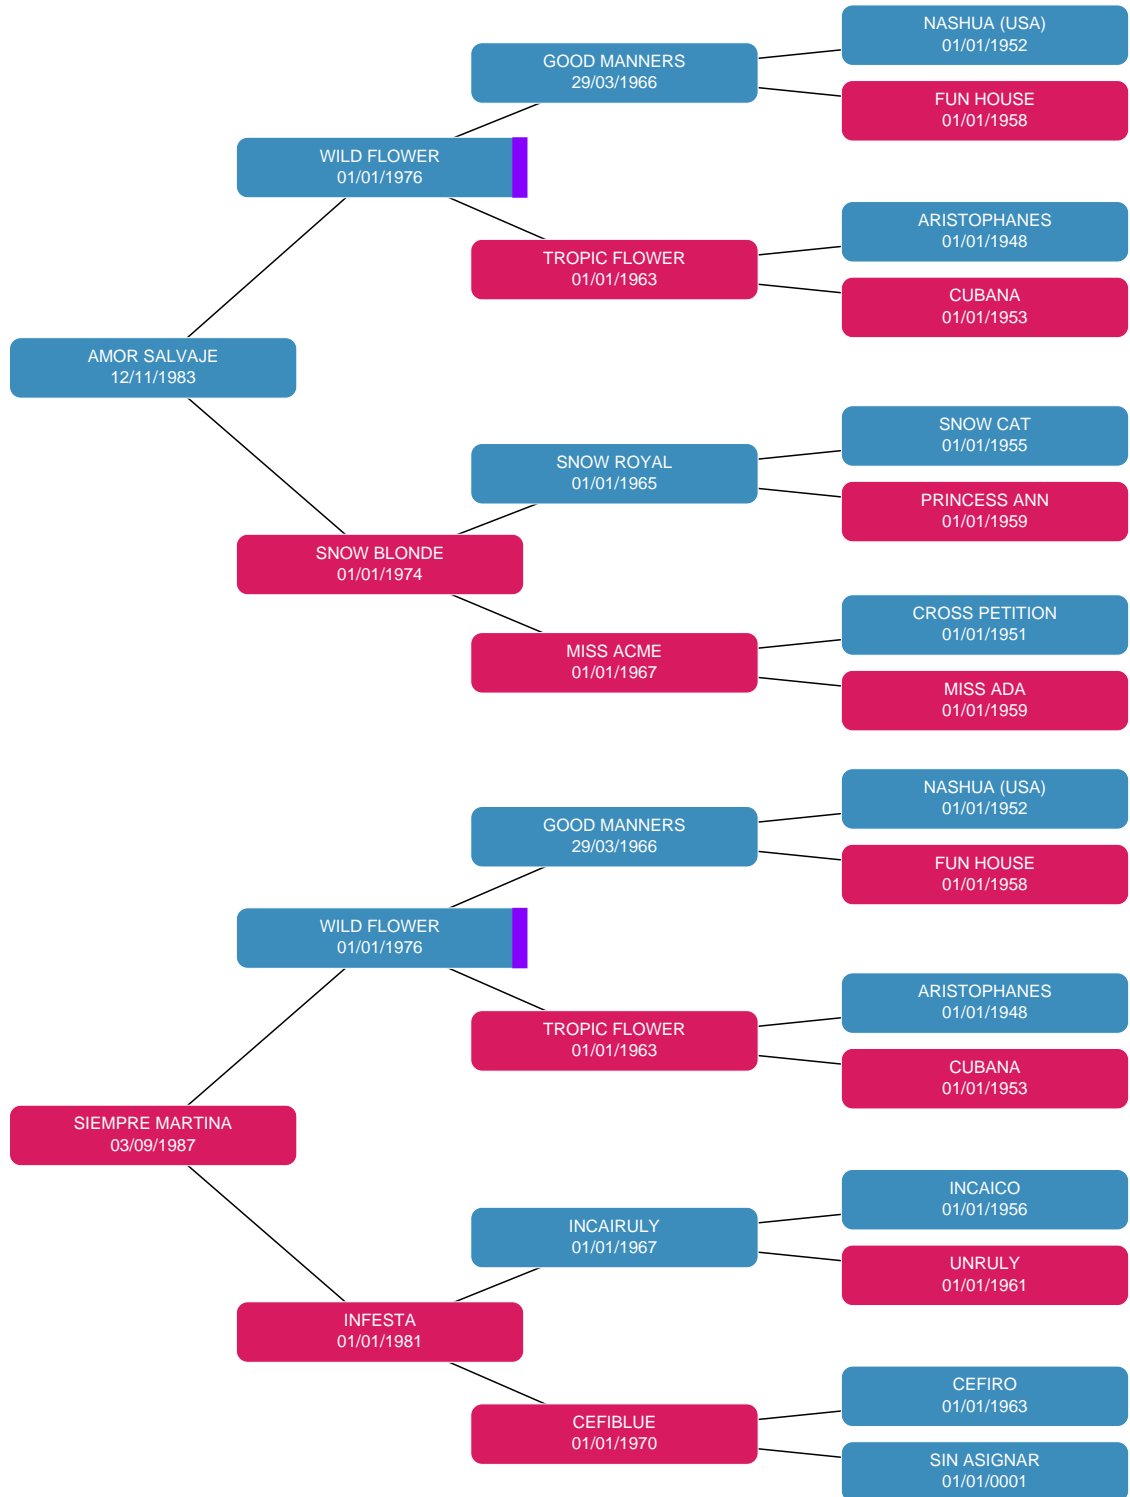 NASHUA (USA)
01/01/1952
GOOD MANNERS
29/03/1966
FUN HOUSE
01/01/1958
WILD FLOWER
01/01/1976
ARISTOPHANES
01/01/1948
TROPIC FLOWER
01/01/1963
CUBANA
01/01/1953
AMOR SALVAJE
12/11/1983
SNOW CAT
01/01/1955
SNOW ROYAL
01/01/1965
PRINCESS ANN
01/01/1959
SNOW BLONDE
01/01/1974
CROSS PETITION
01/01/1951
MISS ACME
01/01/1967
MISS ADA
01/01/1959
NASHUA (USA)
01/01/1952
GOOD MANNERS
29/03/1966
FUN HOUSE
01/01/1958
WILD FLOWER
01/01/1976
ARISTOPHANES
01/01/1948
TROPIC FLOWER
01/01/1963
CUBANA
01/01/1953
SIEMPRE MARTINA
03/09/1987
INCAICO
01/01/1956
INCAIRULY
01/01/1967
UNRULY
01/01/1961
INFESTA
01/01/1981
CEFIRO
01/01/1963
CEFIBLUE
01/01/1970
SIN ASIGNAR
01/01/0001